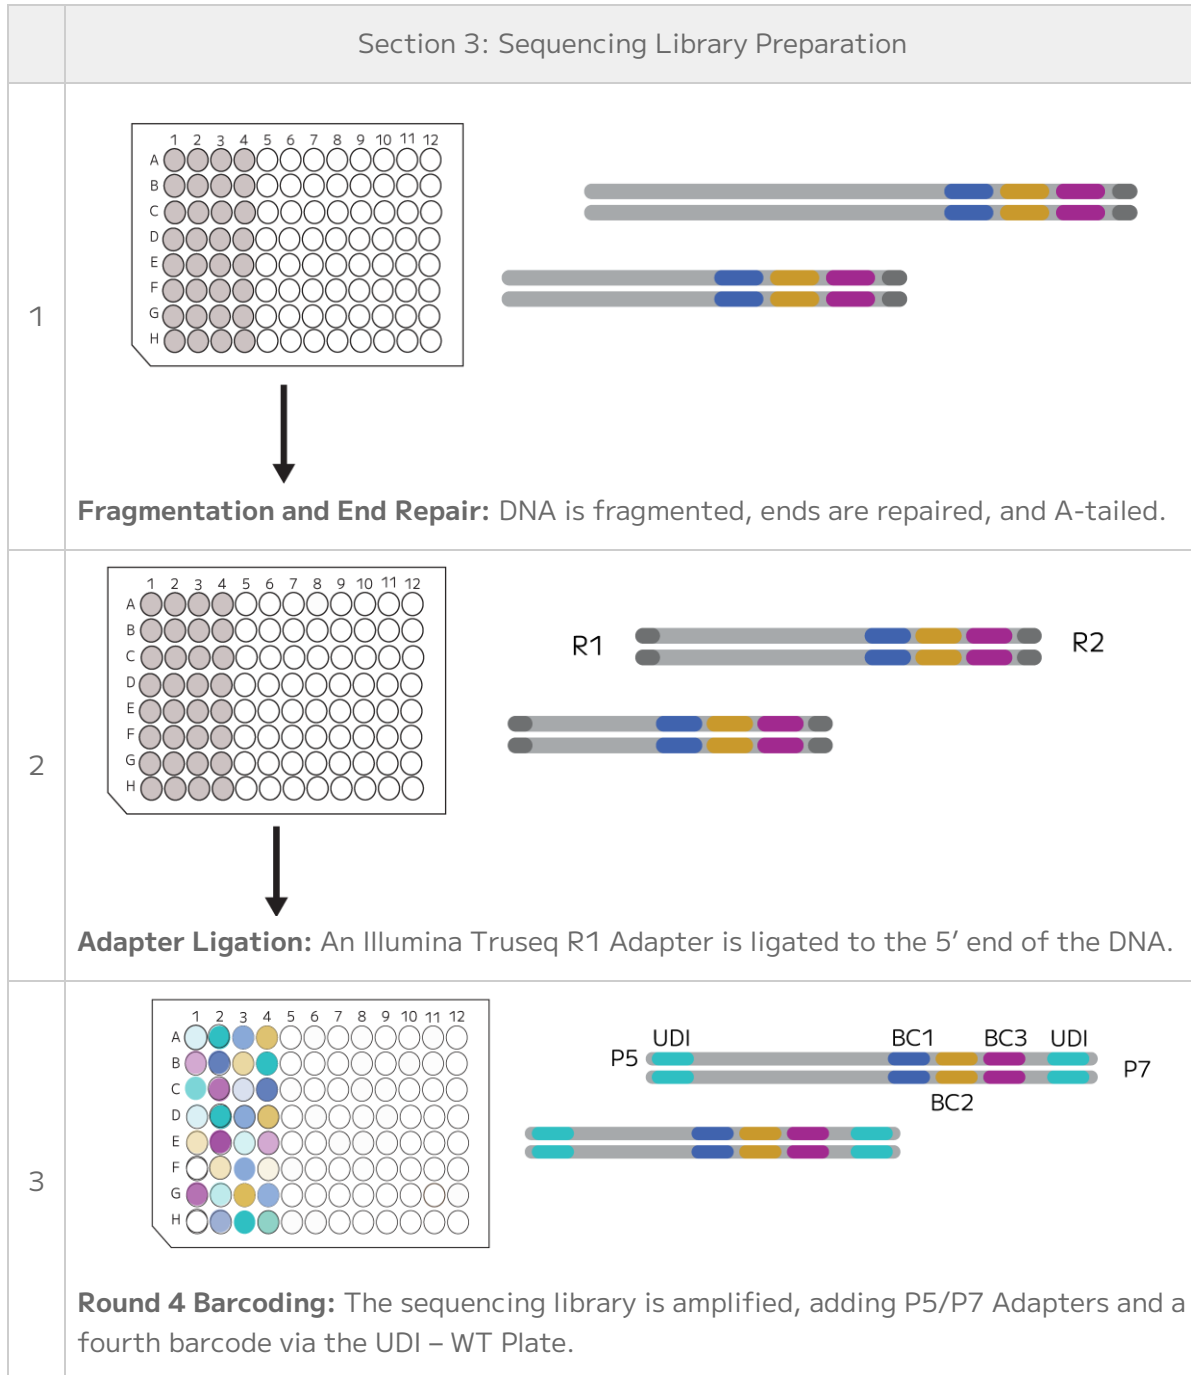 Section 3: Sequencing Library Preparation
1
1 2 3 4 5 6 7 8 9 10 11 12
A
B
C
D
E
F
G
H
Fragmentation and End Repair: DNA is fragmented, ends are repaired, and A-tailed.
2
1 2 3 4 5 6 7 8 9 10 11 12
A
B
C
D
E
F
G
H
R1
R2
Adapter Ligation: An Illumina Truseq R1 Adapter is ligated to the 5′ end of the DNA.
3
1 2 3 4 5 6 7 8 9 10 11 12
A
B
C
D
E
F
G
H
UDI BC1 BC3 UDI
P5 P7
BC2
Round 4 Barcoding: The sequencing library is amplified, adding P5/P7 Adapters and a
fourth barcode via the UDI – WT Plate.